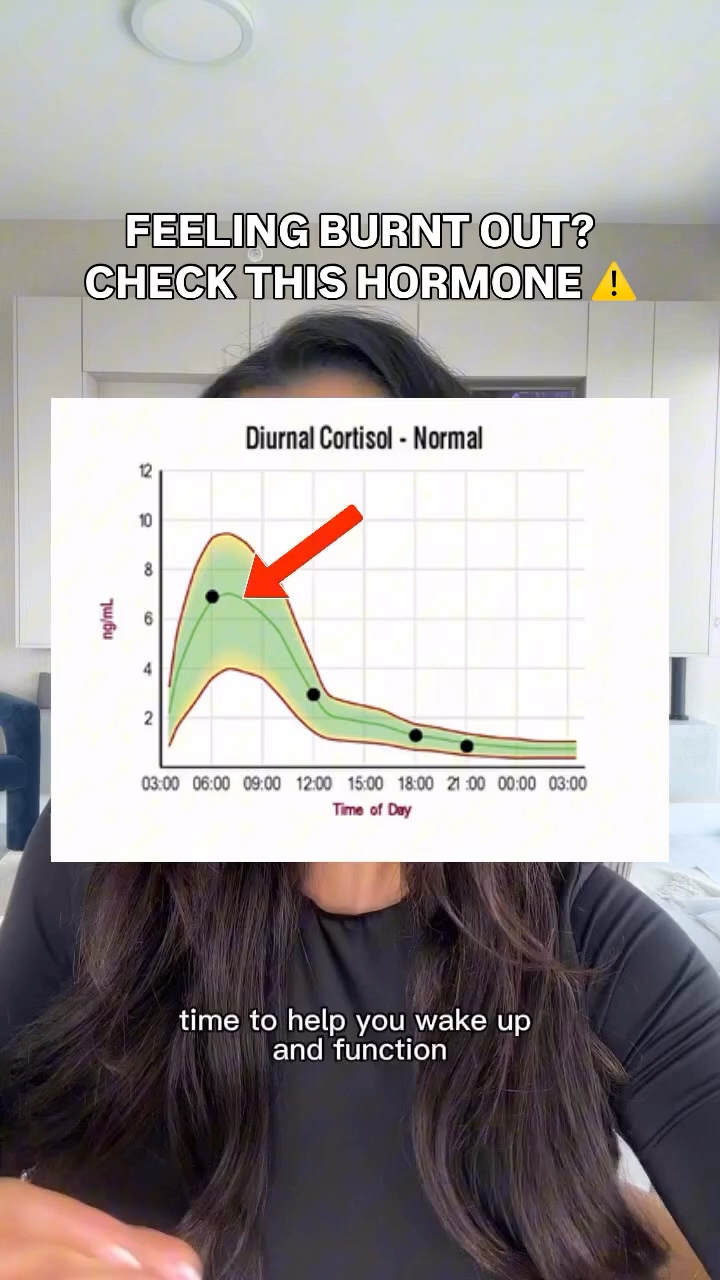 FEELING BURNT OUT?
CHECK THIS HORMONE ⚠️
Diurnal Cortisol - Normal
12
10
8
6
4
2
ng/mL
03:00 06:00 09:00 12:00 15:00 18:00 21 :00 00:00 03:00
Time of Day
time to help you wake up
and function